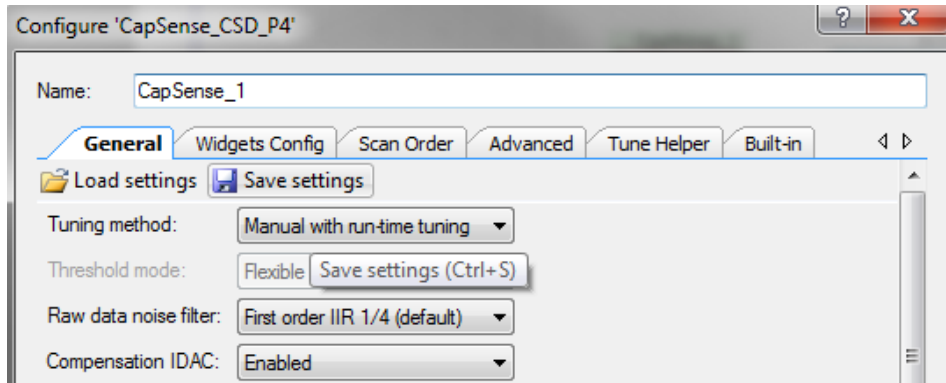 Configure 'CapSense_CSD_P4'
Name: CapSense_1
General Widgets Config Scan Order Advanced Tune Helper Built-in
Load settings Save settings
Tuning method: Manual with run-time tuning
Threshold mode: Flexible Save settings (Ctrl+S)
Raw data noise filter: First order IIR 1/4 (default)
Compensation IDAC: Enabled